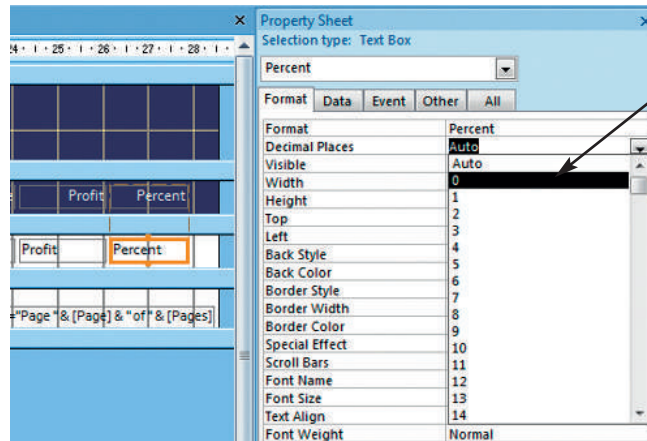 Property Sheet
Selection type: Text Box
Percent
Format Data Event Other All
24 · 25 · 26 · 27 · 28
Profit Percent
Profit Percent
="Page "& [Page] & " of " & [Pages]
Format Percent
Decimal Places Auto
Visible Auto
Width 0
Height 1
Top 2
Left 3
Back Style 4
Back Color 5
Border Style 6
Border Width 7
Border Color 8
Special Effect 9
Scroll Bars 10
Font Name 11
Font Size 12
Text Align 13
14
Font Weight Normal